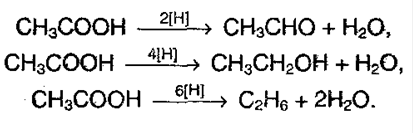 CH₃COOH 2[H]→ CH₃CHO + H₂O,
CH₃COOH 4[H]→ CH₃CH₂OH + H₂O,
CH₃COOH 6[H]→ C₂H₆ + 2H₂O.